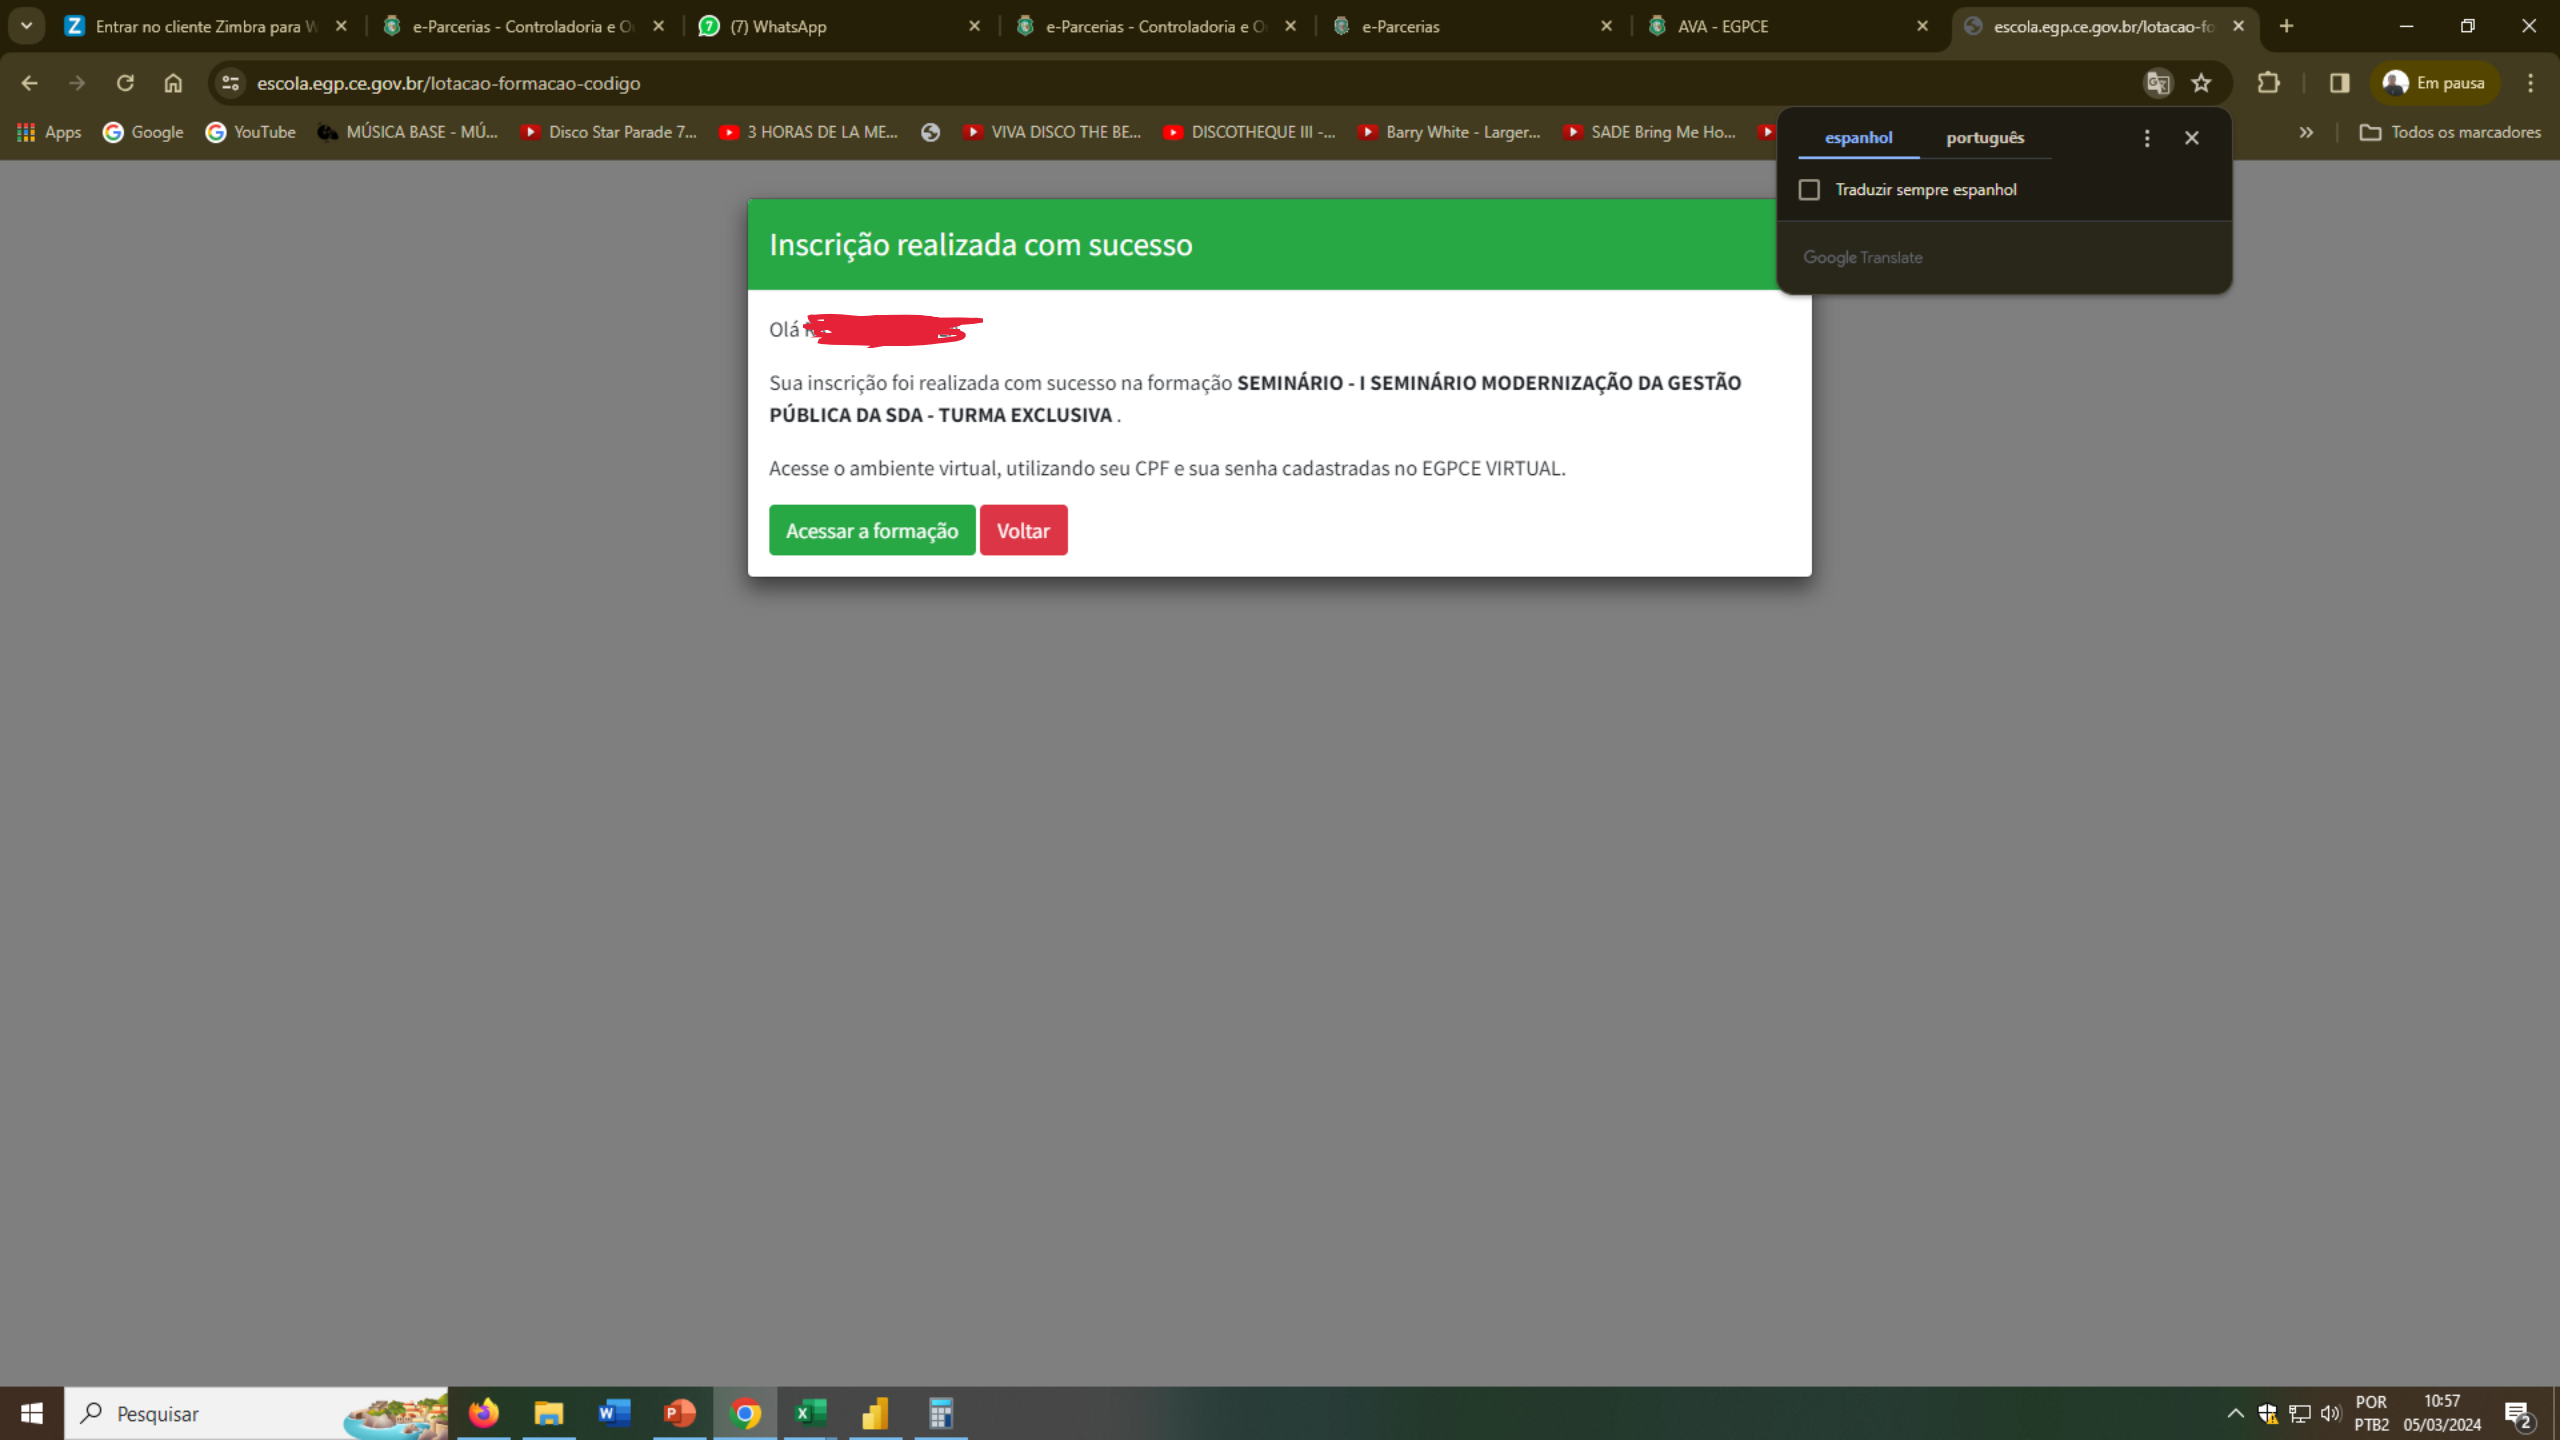 Entrar no cliente Zimbra para W
e-Parcerias - Controladoria e O
(7) WhatsApp
e-Parcerias - Controladoria e O
e-Parcerias
AVA - EGPCE
escola.egp.ce.gov.br/lotacao-fo
escola.egp.ce.gov.br/lotacao-formacao-codigo
Em pausa
Apps
Google
YouTube
MÚSICA BASE - MÚ...
Disco Star Parade 7...
3 HORAS DE LA ME...
VIVA DISCO THE BE...
DISCOTHEQUE III -...
Barry White - Larger...
SADE Bring Me Ho...
Todos os marcadores
espanhol
português
Traduzir sempre espanhol
Google Translate
Inscrição realizada com sucesso
Olá
Sua inscrição foi realizada com sucesso na formação SEMINÁRIO - I SEMINÁRIO MODERNIZAÇÃO DA GESTÃO
PÚBLICA DA SDA - TURMA EXCLUSIVA .
Acesse o ambiente virtual, utilizando seu CPF e sua senha cadastradas no EGPCE VIRTUAL.
Acessar a formação
Voltar
Pesquisar
POR
PTB2
10:57
05/03/2024
2